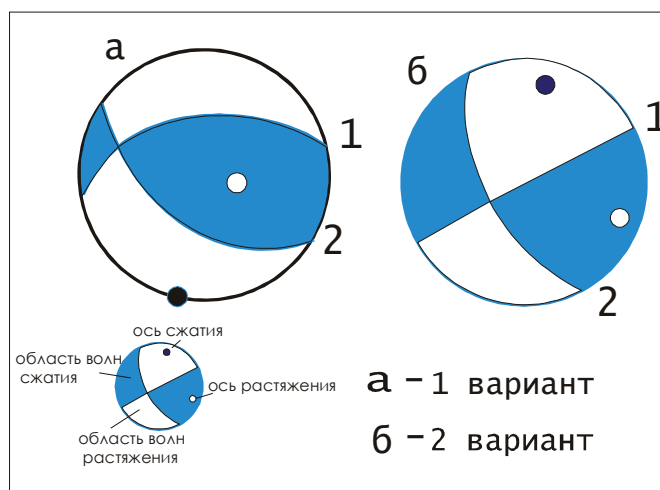 а
б
1
1
2
2
ось сжатия
область волн
сжатия
ось растяжения
область волн
растяжения
а – 1 вариант
б – 2 вариант